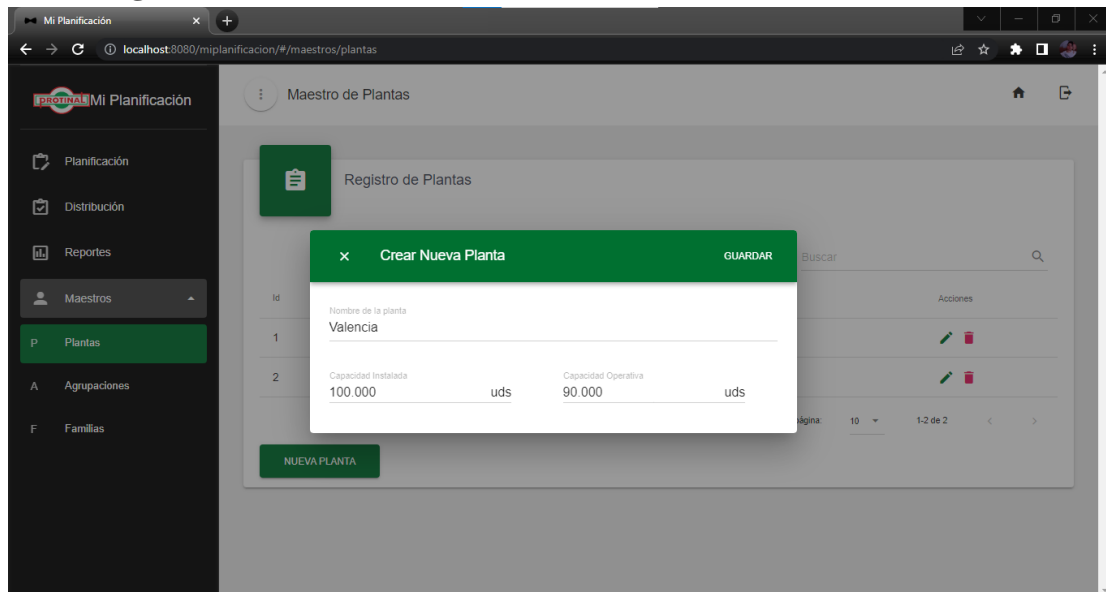 Mi Planificación
localhost:8080/miplanificacion/#/maestros/plantas
PROTINAL Mi Planificación
Maestro de Plantas
Planificación
Distribución
Reportes
Maestros
P Plantas
A Agrupaciones
F Familias
Registro de Plantas
Crear Nueva Planta GUARDAR
Buscar
Nombre de la planta
Valencia
Capacidad Instalada Capacidad Operativa
100.000 uds 90.000 uds
Id Acciones
1
2
página: 10 1-2 de 2
NUEVA PLANTA